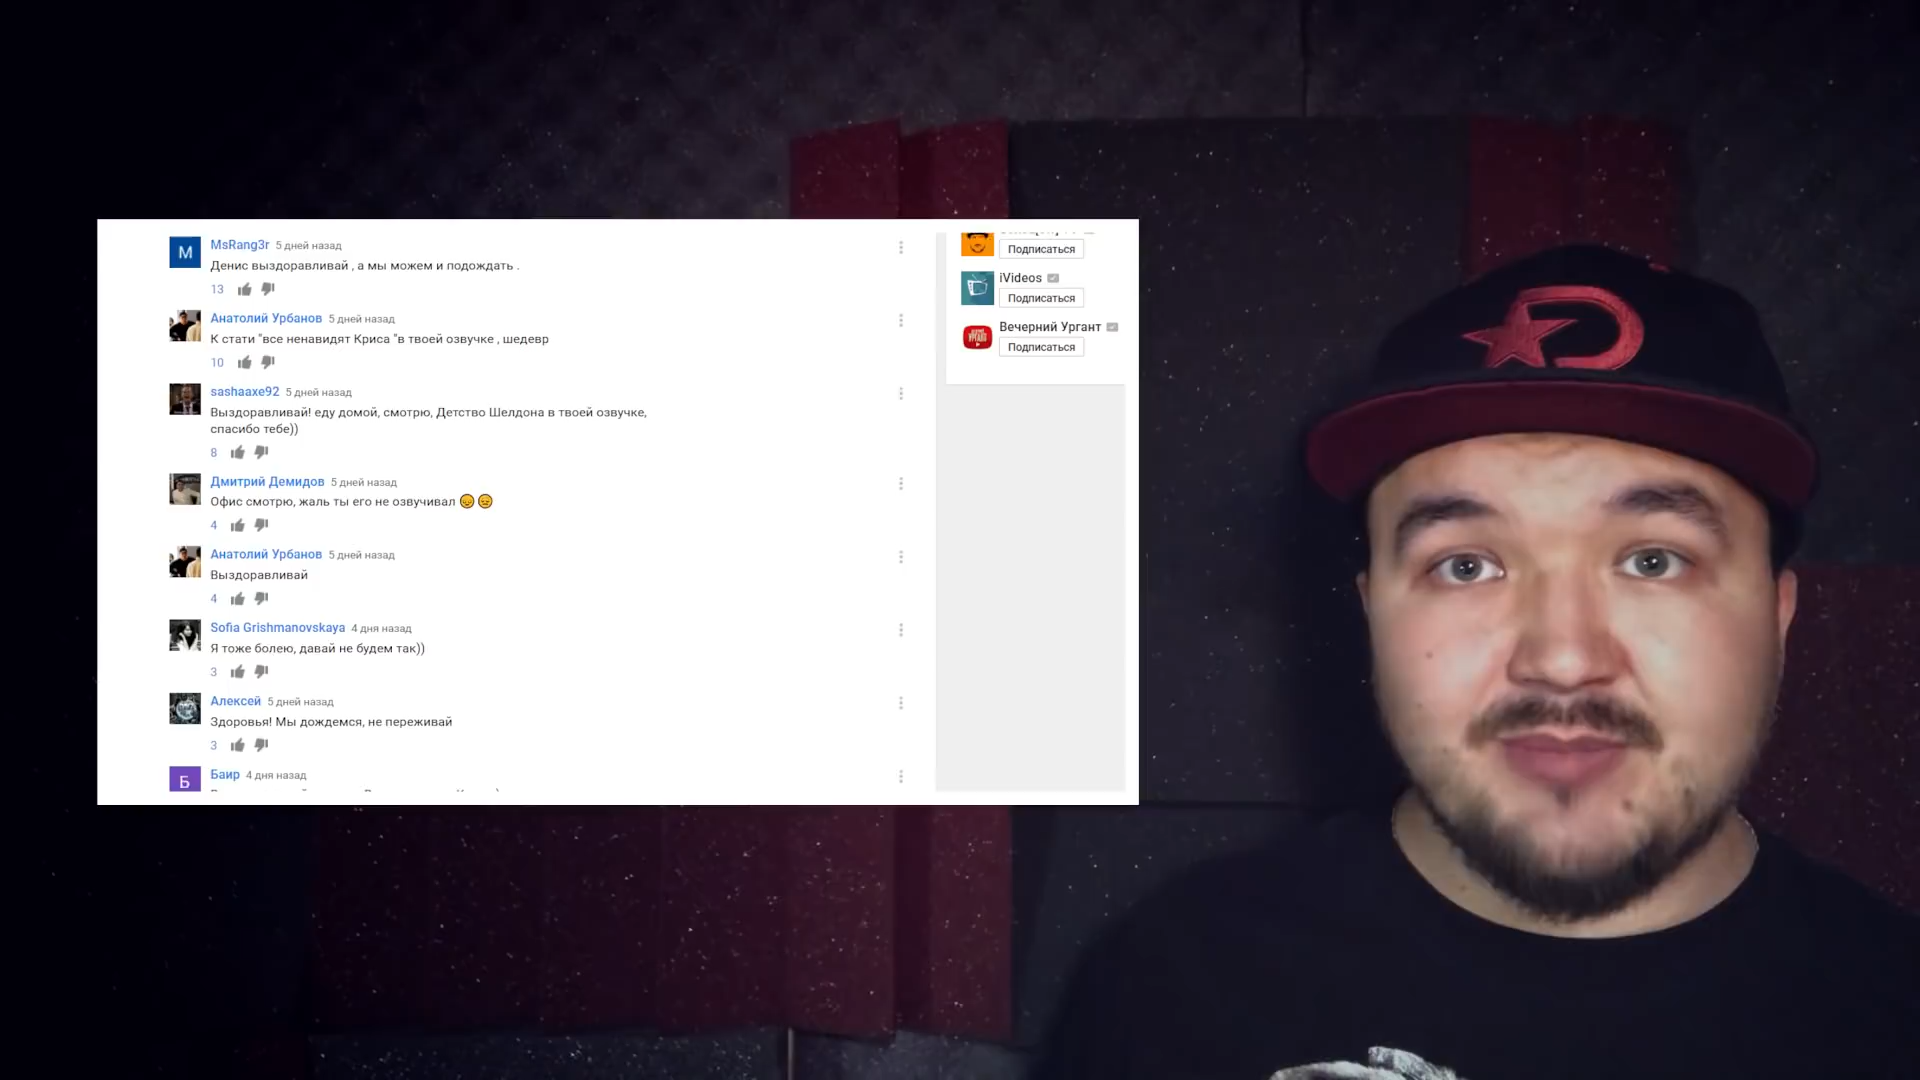 MsRang3r 5 дней назад
Денис выздоравливай , а мы можем и подождать .
13
Анатолий Урбанов 5 дней назад
К стати "все ненавидят Криса "в твоей озвучке , шедевр
10
sashaaxe92 5 дней назад
Выздоравливай! еду домой, смотрю, Детство Шелдона в твоей озвучке,
спасибо тебе))
8
Дмитрий Демидов 5 дней назад
Офис смотрю, жаль ты его не озвучивал
4
Анатолий Урбанов 5 дней назад
Выздоравливай
4
Sofia Grishmanovskaya 4 дня назад
Я тоже болею, давай не будем так))
3
Алексей 5 дней назад
Здоровья! Мы дождемся, не переживай
3
Баир 4 дня назад
Подписаться
iVideos
Подписаться
Вечерний Ургант
Подписаться
M
Б
D